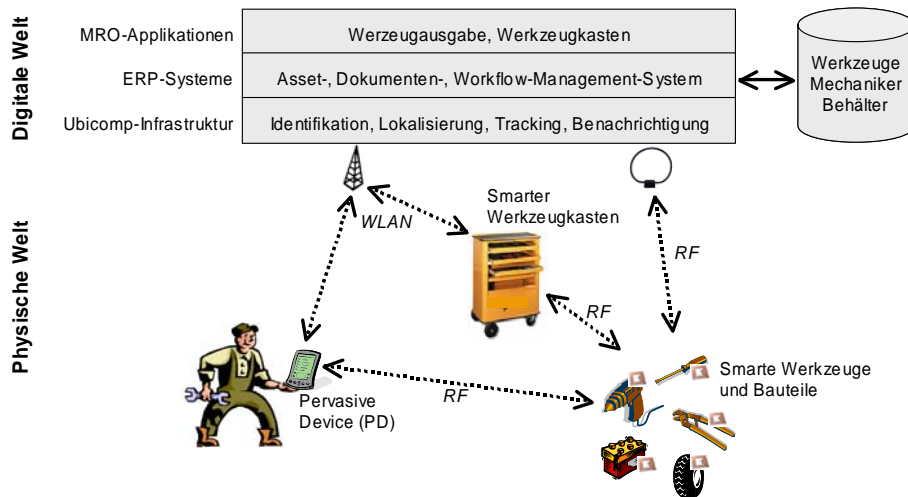 Digitale Welt
MRO-Applikationen
Werzeugausgabe, Werkzeugkasten
ERP-Systeme
Asset-, Dokumenten-, Workflow-Management-System
Ubicomp-Infrastruktur
Identifikation, Lokalisierung, Tracking, Benachrichtigung
Werkzeuge
Mechaniker
Behälter
Physische Welt
WLAN
Smarter
Werkzeugkasten
RF
RF
RF
Pervasive
Device (PD)
Smarte Werkzeuge
und Bauteile